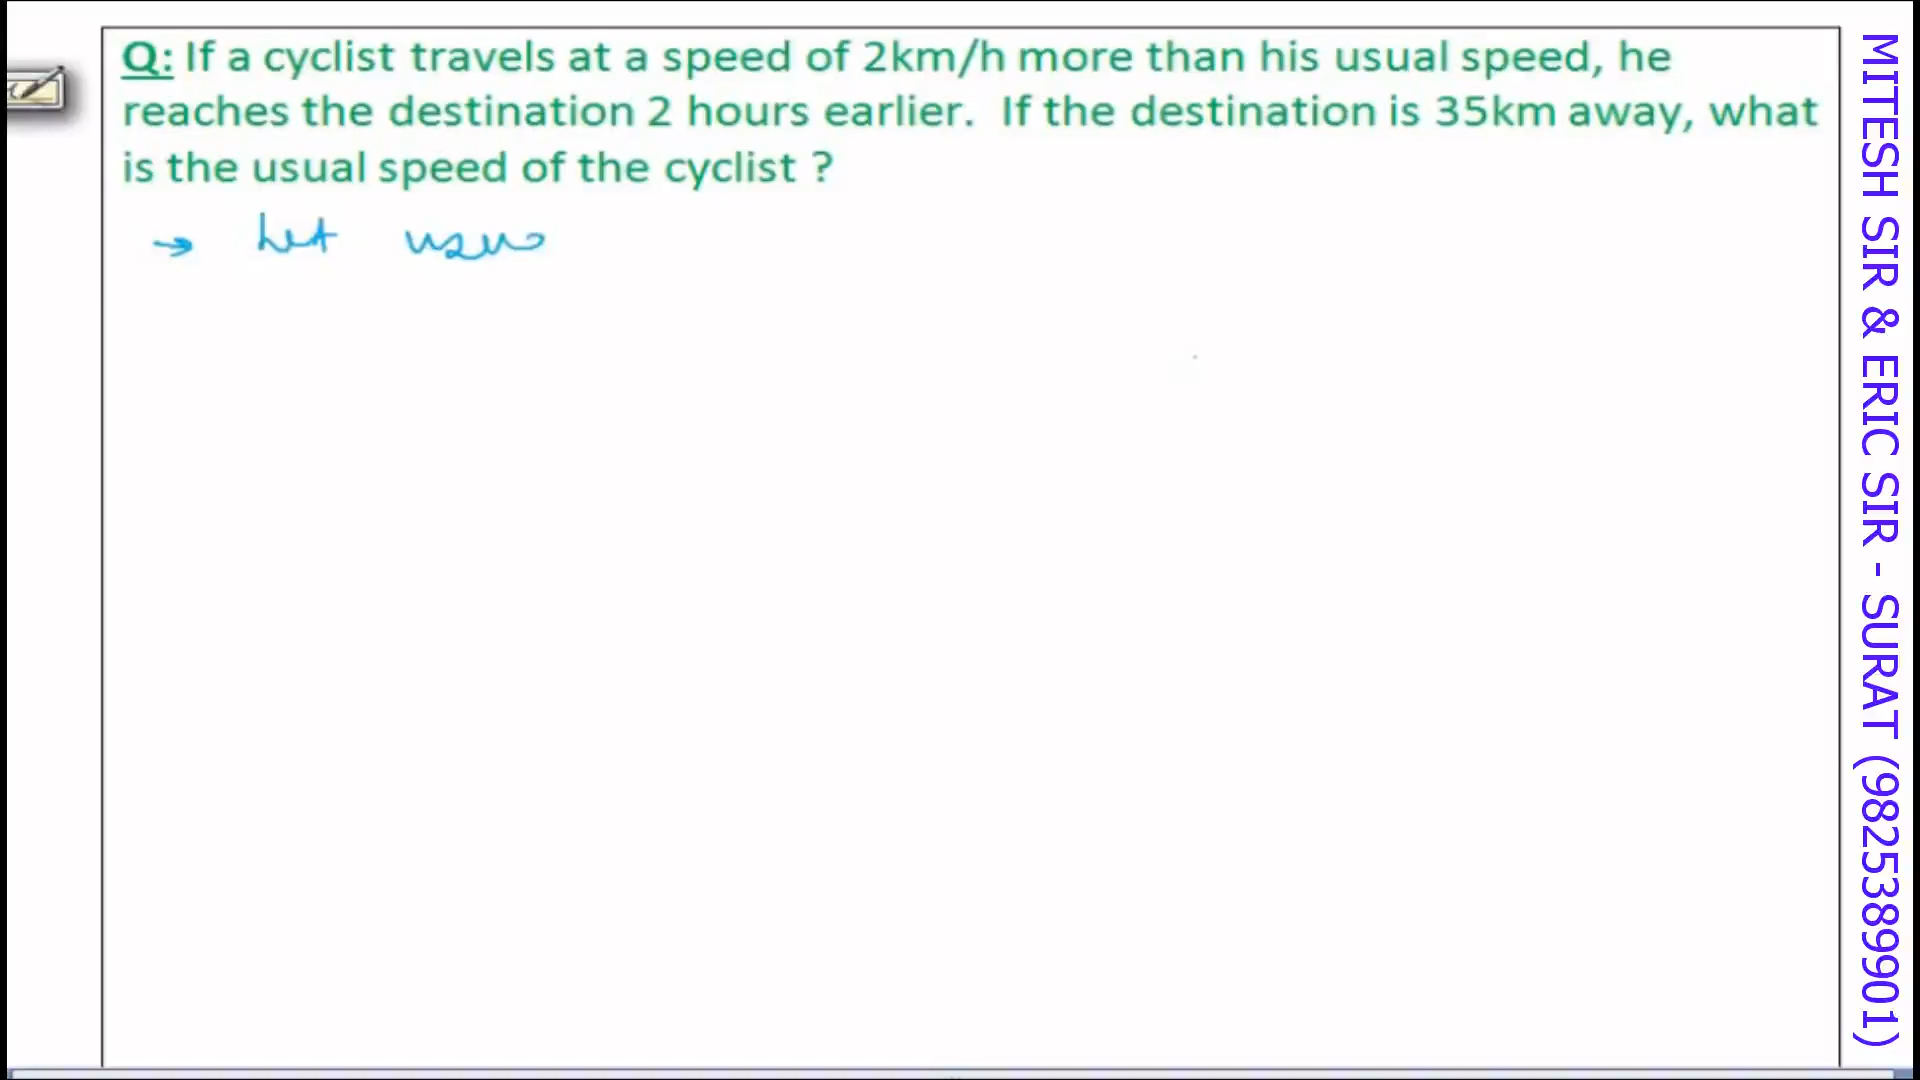 Q: If a cyclist travels at a speed of 2km/h more than his usual speed, he
reaches the destination 2 hours earlier. If the destination is 35km away, what
is the usual speed of the cyclist ?
→ Let usua
MITESH SIR & ERIC SIR - SURAT (9825389901)